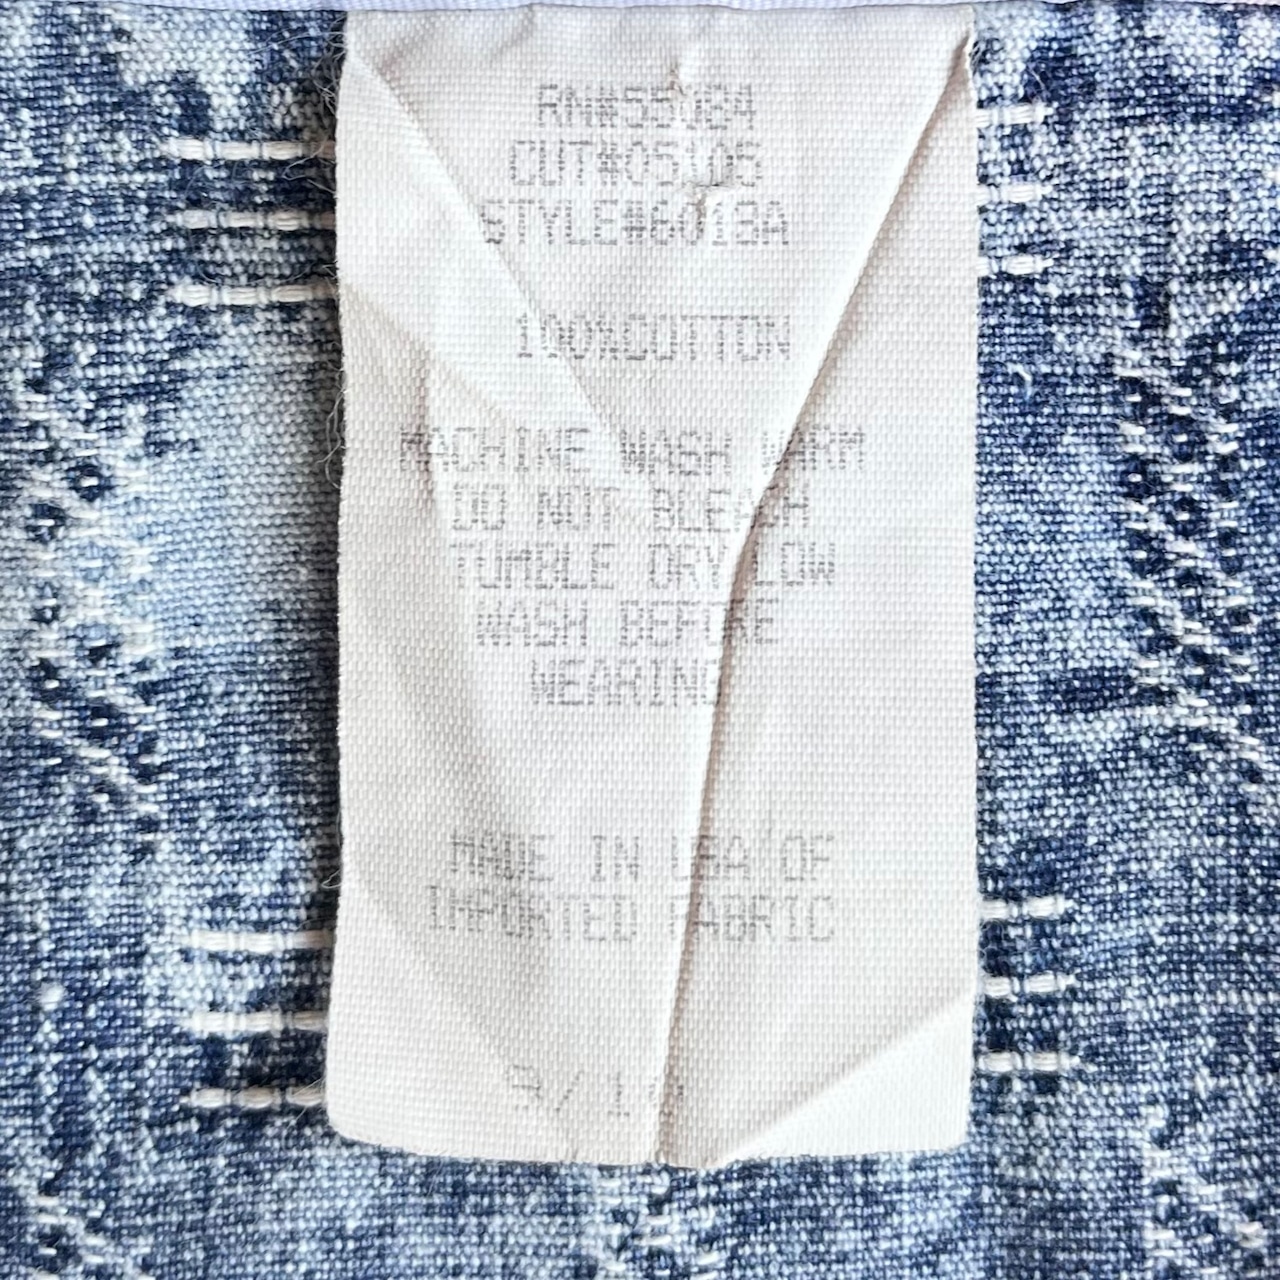 RN#55084
CUT#05105
STYLE#6013A
100%COTTON
MACHINE WASH WARM
DO NOT BLEACH
TUMBLE DRY LOW
WASH BEFORE
WEARING
MADE IN USA OF
IMPORTED FABRIC